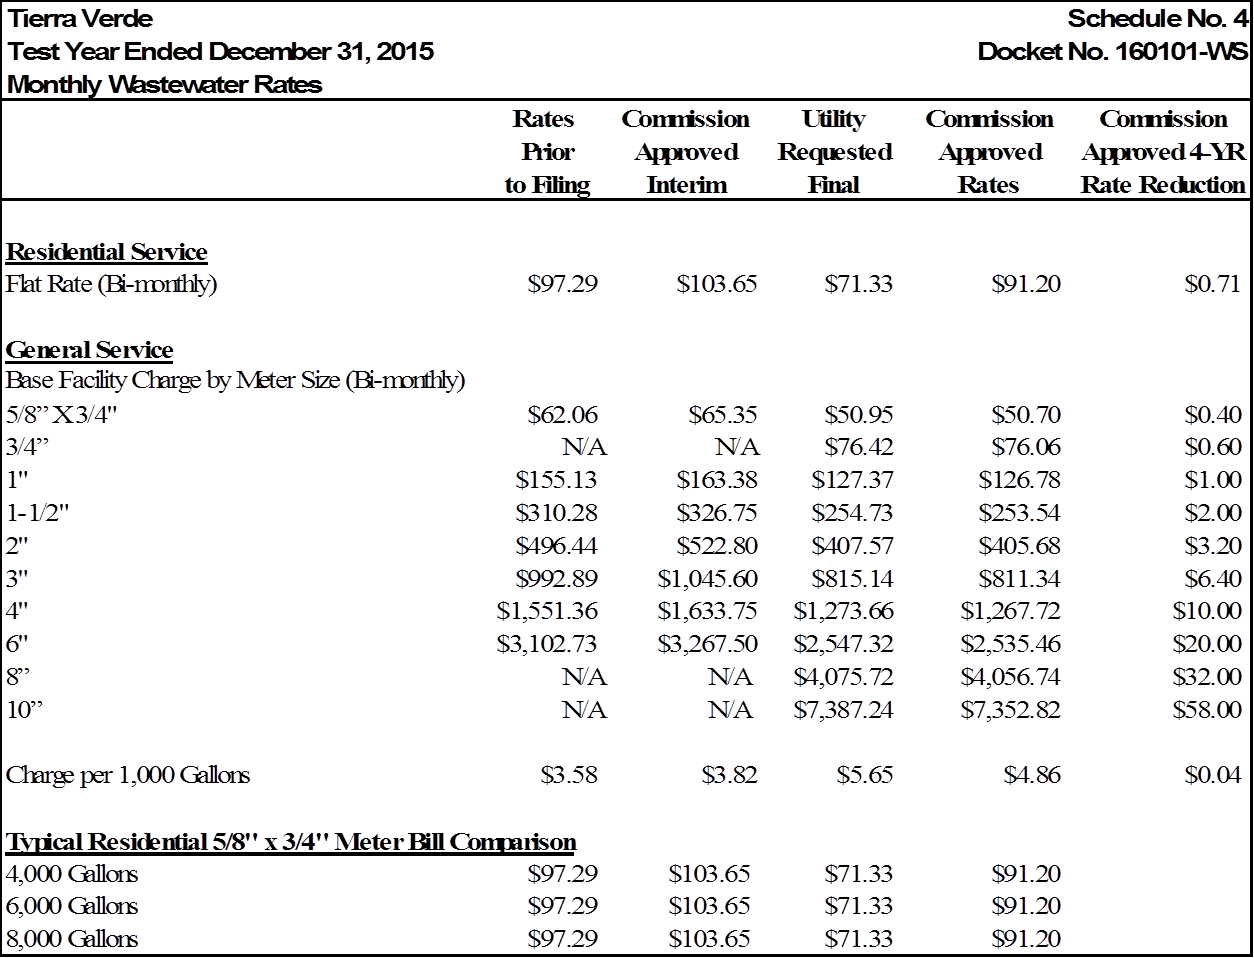 Tierra Verde Schedule No. 4
Test Year Ended December 31, 2015 Docket No. 160101-WS
Monthly Wastewater Rates
Rates Commission Utility Commission Commission
Prior Approved Requested Approved Approved 4-YR
to Filing Interim Final Rates Rate Reduction
Residential Service
Flat Rate (Bi-monthly) $97.29 $103.65 $71.33 $91.20 $0.71
General Service
Base Facility Charge by Meter Size (Bi-monthly)
5/8” X 3/4" $62.06 $65.35 $50.95 $50.70 $0.40
3/4” N/A N/A $76.42 $76.06 $0.60
1" $155.13 $163.38 $127.37 $126.78 $1.00
1-1/2" $310.28 $326.75 $254.73 $253.54 $2.00
2" $496.44 $522.80 $407.57 $405.68 $3.20
3" $992.89 $1,045.60 $815.14 $811.34 $6.40
4" $1,551.36 $1,633.75 $1,273.66 $1,267.72 $10.00
6" $3,102.73 $3,267.50 $2,547.32 $2,535.46 $20.00
8” N/A N/A $4,075.72 $4,056.74 $32.00
10” N/A N/A $7,387.24 $7,352.82 $58.00
Charge per 1,000 Gallons $3.58 $3.82 $5.65 $4.86 $0.04
Typical Residential 5/8" x 3/4" Meter Bill Comparison
4,000 Gallons $97.29 $103.65 $71.33 $91.20
6,000 Gallons $97.29 $103.65 $71.33 $91.20
8,000 Gallons $97.29 $103.65 $71.33 $91.20